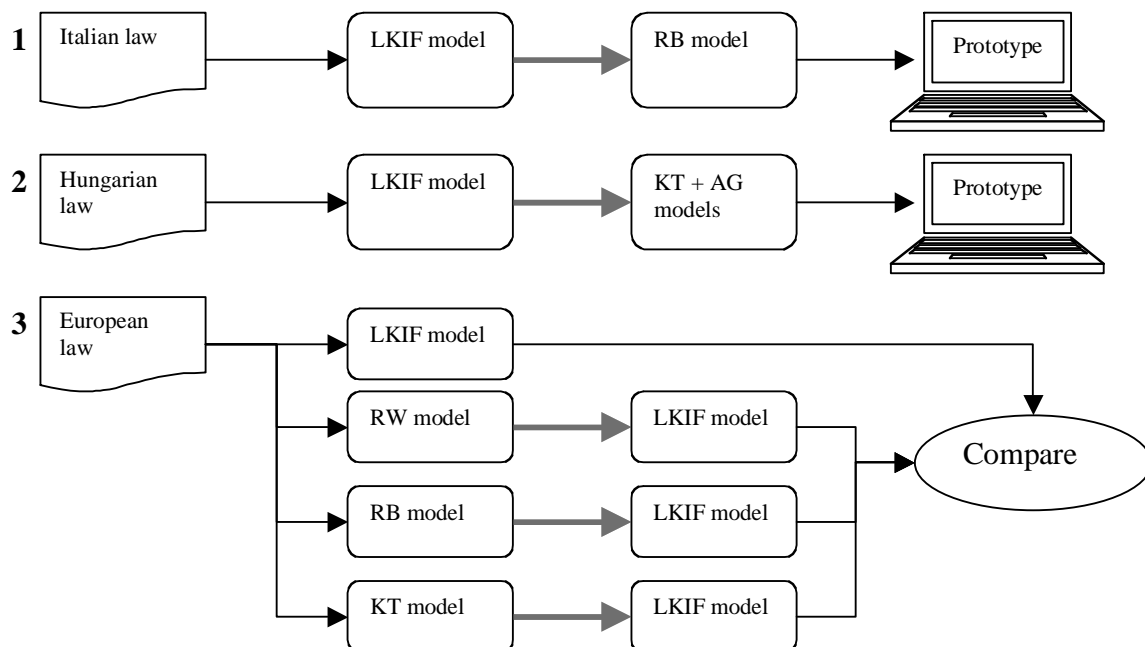 1
Italian law
LKIF model
RB model
Prototype
2
Hungarian
law
LKIF model
KT + AG
models
Prototype
3
European
law
LKIF model
RW model
LKIF model
Compare
RB model
LKIF model
KT model
LKIF model